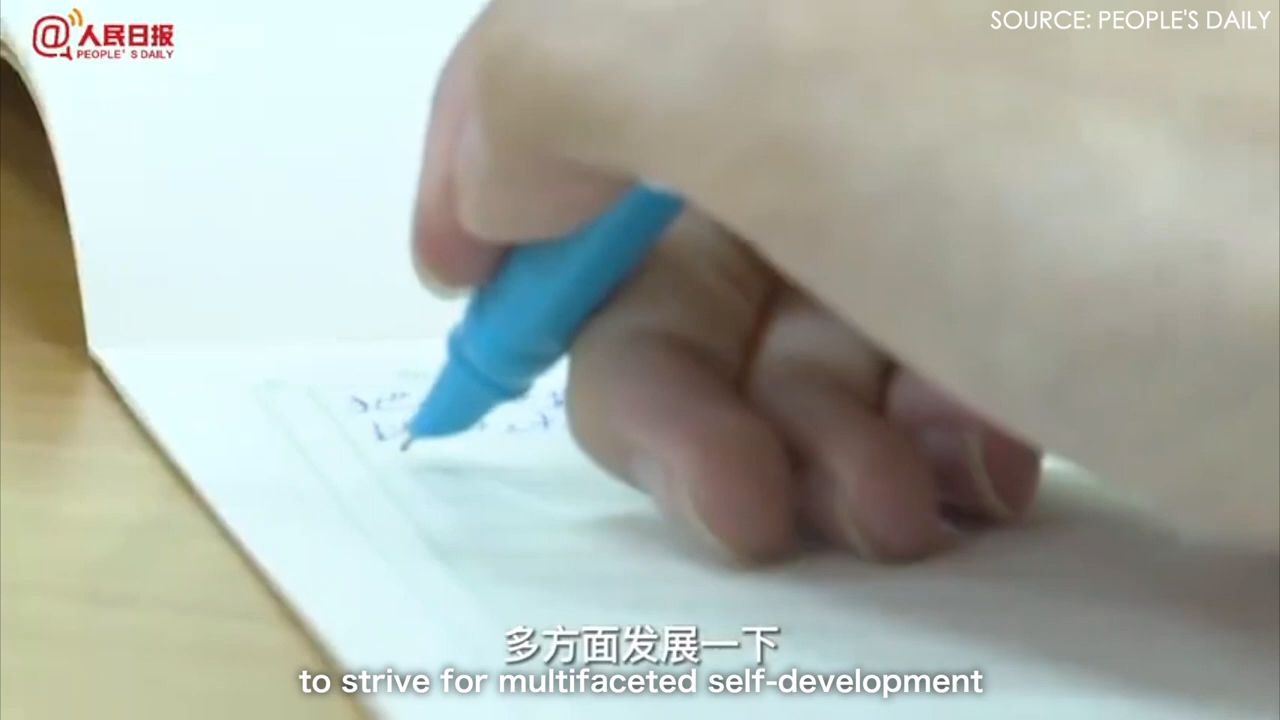 @人民日报
PEOPLE'S DAILY
SOURCE: PEOPLE'S DAILY
多方面发展一下
to strive for multifaceted self-development